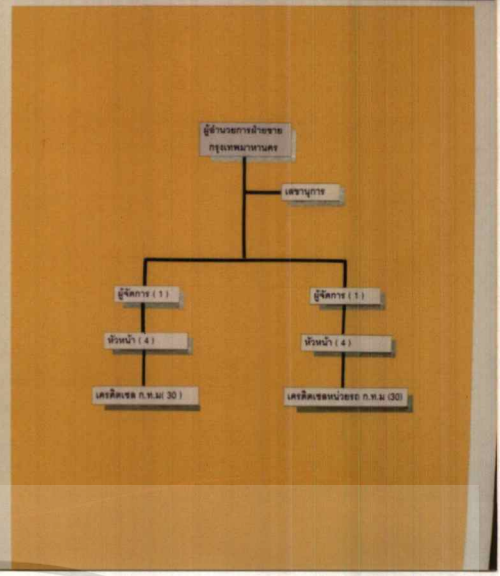 ผู้อำนวยการฝ่ายขาย
กรุงเทพมหานคร
เลขานุการ
ผู้จัดการ ( 1 )
ผู้จัดการ ( 1 )
หัวหน้า ( 4 )
หัวหน้า ( 4 )
เครดิตเซล ก.ท.ม( 30 )
เครดิตเซลหน่วยรถ ก.ท.ม (30)